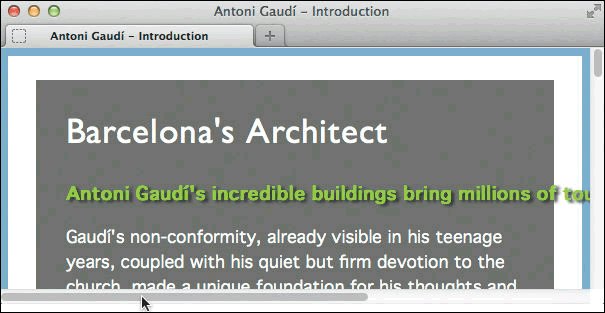 Antoni Gaudí – Introduction
Antoni Gaudí – Introduction
Barcelona's Architect
Antoni Gaudí's incredible buildings bring millions of
Gaudí's non-conformity, already visible in his teenage
years, coupled with his quiet but firm devotion to the
church, made a unique foundation for his thoughts and